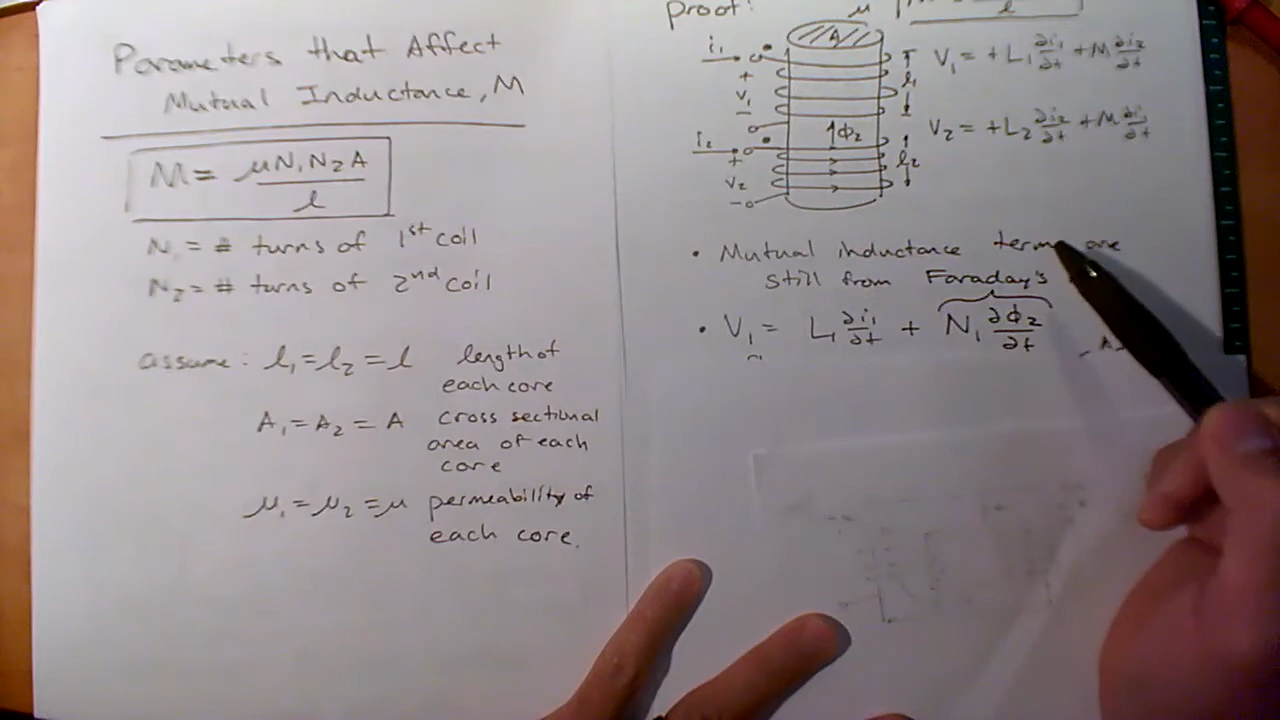 Parameters that Affect
Mutual Inductance, M
M = μN₁N₂A / l
N₁ = # turns of 1st coil
N₂ = # turns of 2nd coil
assume: l₁ = l₂ = l length of
each core
A₁ = A₂ = A cross sectional
area of each
core
μ₁ = μ₂ = μ permeability of
each core.
Proof:
μ
l
A
i₁
+
V₁
-
l₁
ϕ₂
i₂
+
V₂
-
l₂
V₁ = +L₁ ∂i₁/∂t + M ∂i₂/∂t
V₂ = +L₂ ∂i₂/∂t + M ∂i₁/∂t
• Mutual inductance terms are
still from Faraday's
• V₁ = L₁ ∂i₁/∂t + N₁ ∂ϕ₂/∂t